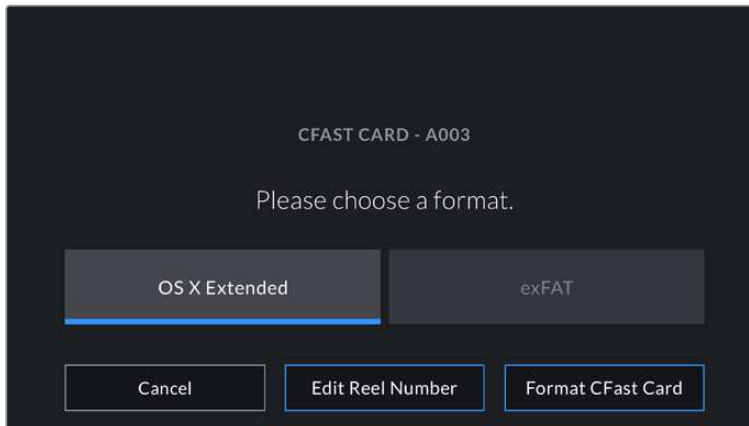 CFAST CARD - A003
Please choose a format.
OS X Extended
exFAT
Cancel
Edit Reel Number
Format CFast Card